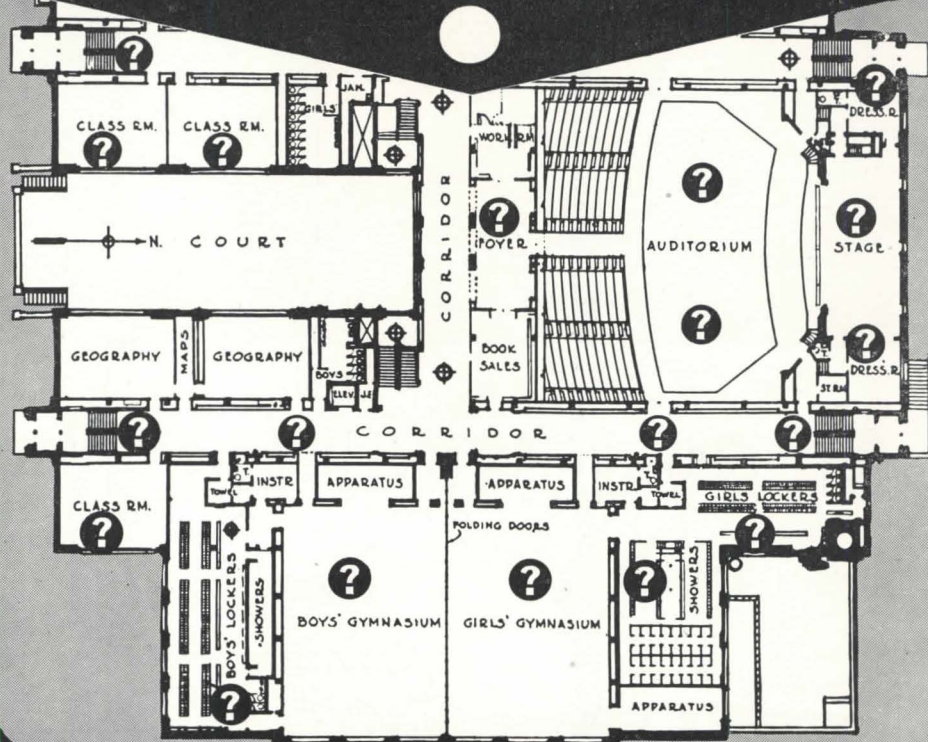 ?
?
JAN.
GIRLS
WORK RM.
DRESS. R.
T.
CLASS RM.
?
CLASS RM.
?
CORRIDOR
?
FOYER
?
AUDITORIUM
?
?
STAGE
N.
COURT
GEOGRAPHY
MAPS
GEOGRAPHY
BOYS
ELEV.
J.C.
BOOK
SALES
?
DRESS. R.
T.
ST. RM.
?
?
CORRIDOR
?
?
TOWEL
T.
INSTR.
APPARATUS
APPARATUS
INSTR.
T.
TOWEL
GIRLS LOCKERS
?
CLASS RM.
?
FOLDING DOORS
BOYS' LOCKERS
SHOWERS
?
?
BOYS' GYMNASIUM
?
GIRLS' GYMNASIUM
?
SHOWERS
APPARATUS